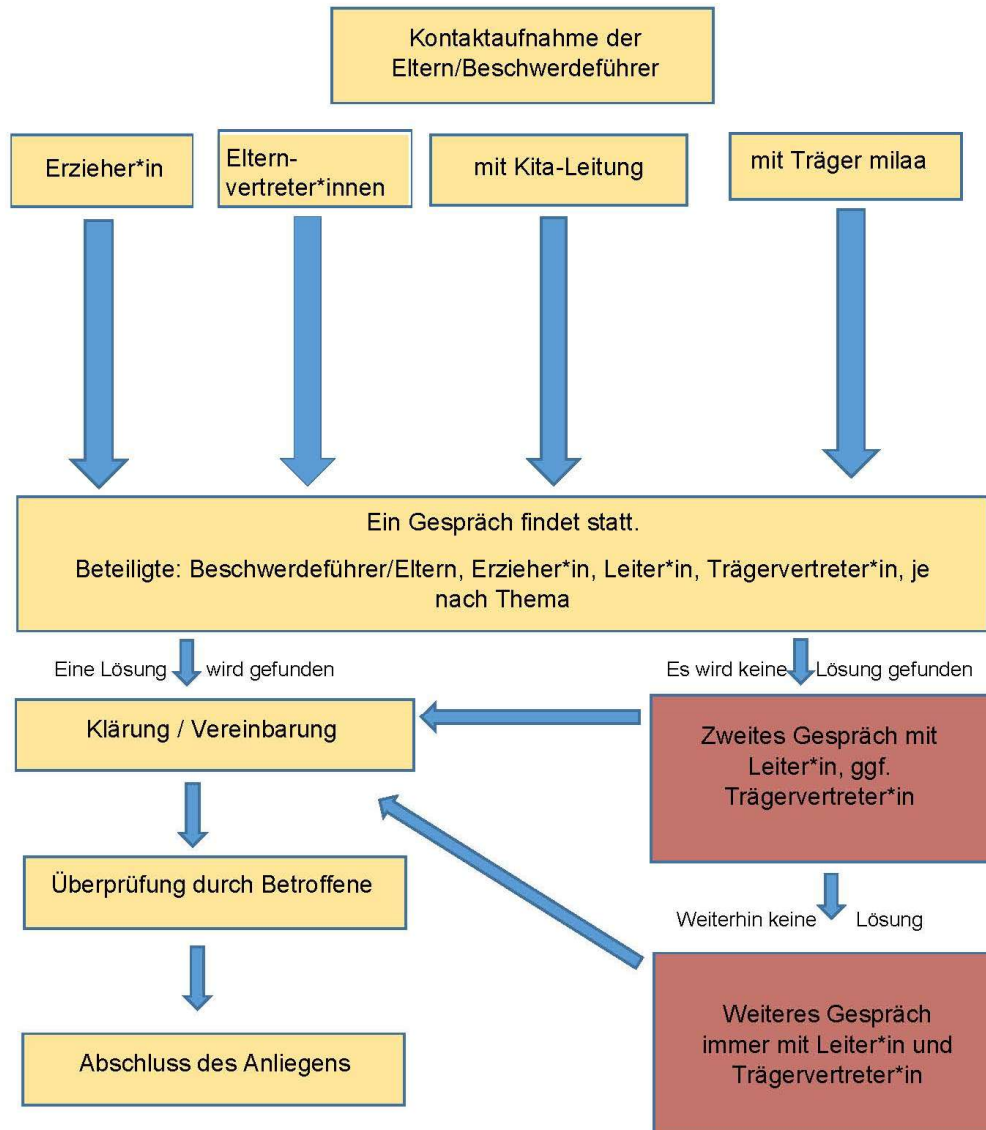 Kontaktaufnahme der
Eltern/Beschwerdeführer
Erzieher*in
Eltern-
vertreter*innen
mit Kita-Leitung
mit Träger milaa
Ein Gespräch findet statt.
Beteiligte: Beschwerdeführer/Eltern, Erzieher*in, Leiter*in, Trägervertreter*in, je
nach Thema
Eine Lösung wird gefunden
Es wird keine Lösung gefunden
Klärung / Vereinbarung
Zweites Gespräch mit
Leiter*in, ggf.
Trägervertreter*in
Überprüfung durch Betroffene
Weiterhin keine Lösung
Abschluss des Anliegens
Weiteres Gespräch
immer mit Leiter*in und
Trägervertreter*in